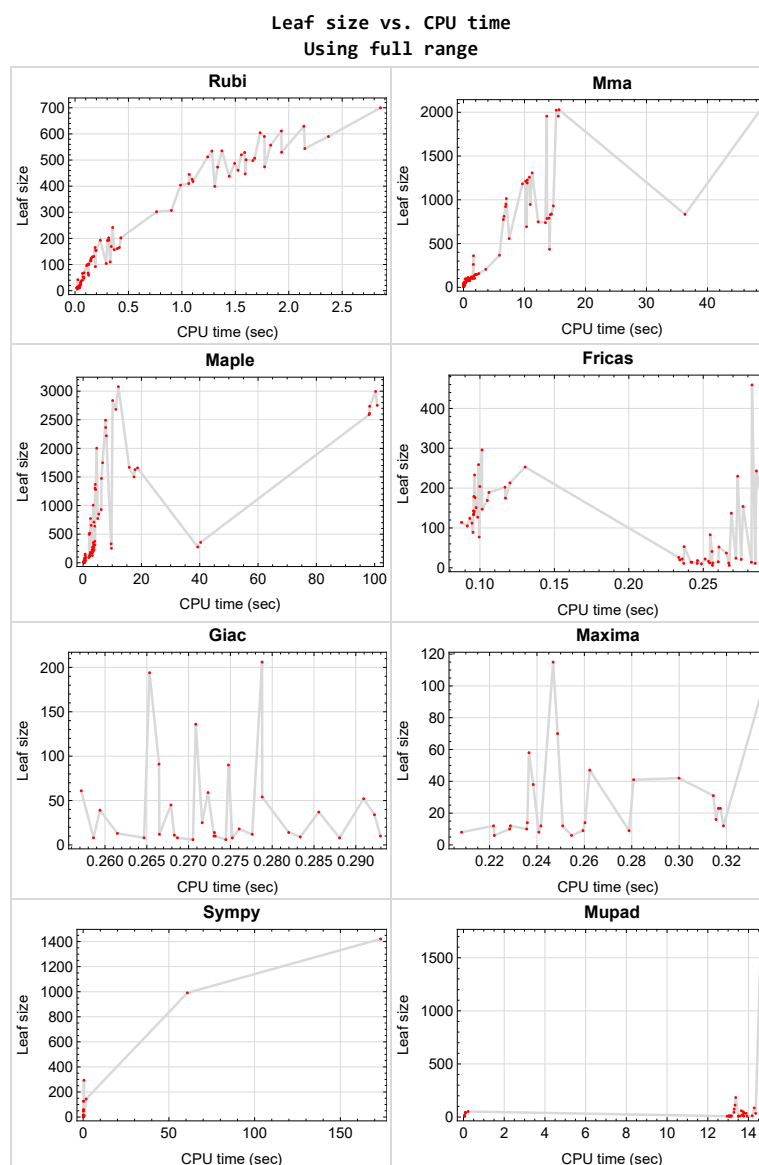 Leaf size vs. CPU time
Using full range
Rubi
Leaf size
700
600
500
400
300
200
100
0
0.0 0.5 1.0 1.5 2.0 2.5
CPU time (sec)
Mma
Leaf size
2000
1500
1000
500
0
0 10 20 30 40
CPU time (sec)
Maple
Leaf size
3000
2500
2000
1500
1000
500
0
0 20 40 60 80 100
CPU time (sec)
Fricas
Leaf size
400
300
200
100
0
0.10 0.15 0.20 0.25
CPU time (sec)
Giac
Leaf size
200
150
100
50
0
0.260 0.265 0.270 0.275 0.280 0.285 0.290
CPU time (sec)
Maxima
Leaf size
120
100
80
60
40
20
0
0.22 0.24 0.26 0.28 0.30 0.32
CPU time (sec)
Sympy
Leaf size
1400
1200
1000
800
600
400
200
0
0 50 100 150
CPU time (sec)
Mupad
Leaf size
1500
1000
500
0
0 2 4 6 8 10 12 14
CPU time (sec)